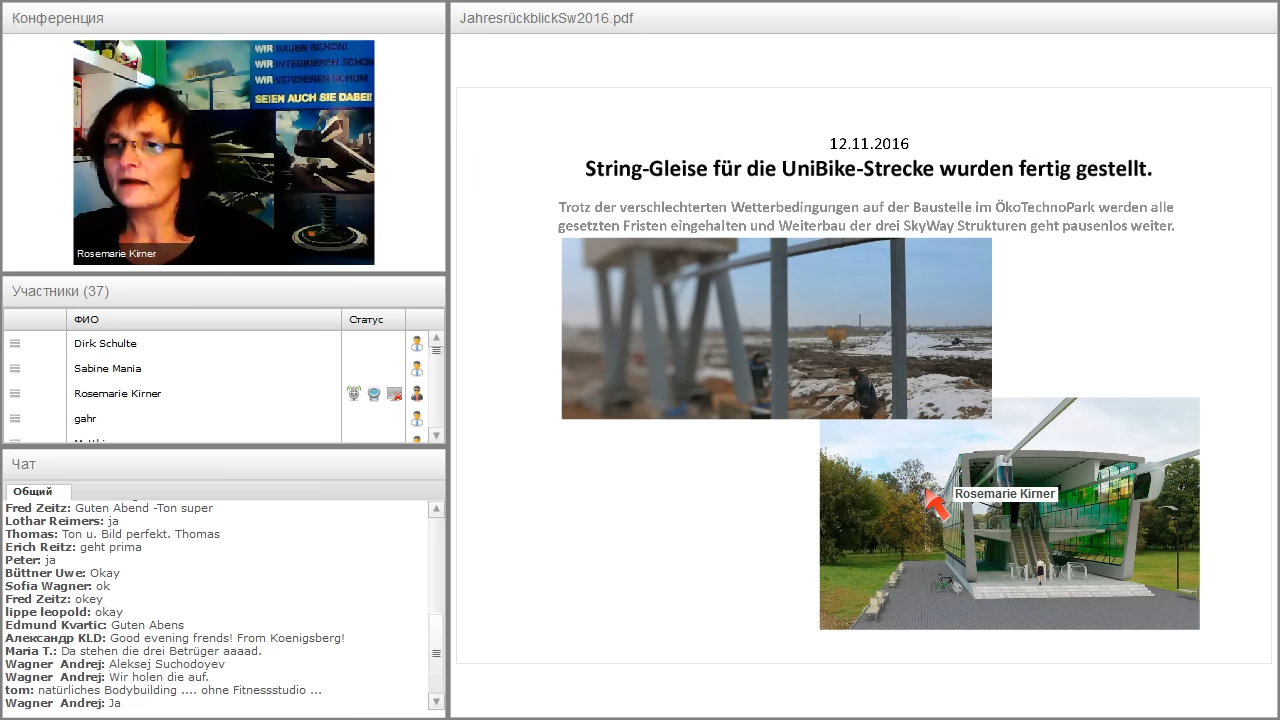 Конференция
WIR BAUEN SCHON!
WIR INTEGRIEREN SCHON
WIR VERDIENEN SCHON!
SEIEN AUCH SIE DABEI!
Rosemarie Kirner
Участники (37)
ФИО
Статус
Dirk Schulte
Sabine Mania
Rosemarie Kirner
gahr
Чат
Общий
Fred Zeitz: Guten Abend -Ton super
Lothar Reimers: ja
Thomas: Ton u. Bild perfekt. Thomas
Erich Reitz: geht prima
Peter: ja
Büttner Uwe: Okay
Sofia Wagner: ok
Fred Zeitz: okey
lippe leopold: okay
Edmund Kvartic: Guten Abens
Александр KLD: Good evening frends! From Koenigsberg!
Maria T.: Da stehen die drei Betrüger aaaad.
Wagner Andrej: Aleksej Suchodoyev
Wagner Andrej: Wir holen die auf.
tom: natürliches Bodybuilding .... ohne Fitnessstudio ...
Wagner Andrej: Ja
JahresrückblickSw2016.pdf
12.11.2016
String-Gleise für die UniBike-Strecke wurden fertig gestellt.
Trotz der verschlechterten Wetterbedingungen auf der Baustelle im ÖkoTechnoPark werden alle
gesetzten Fristen eingehalten und Weiterbau der drei SkyWay Strukturen geht pausenlos weiter.
Rosemarie Kirner